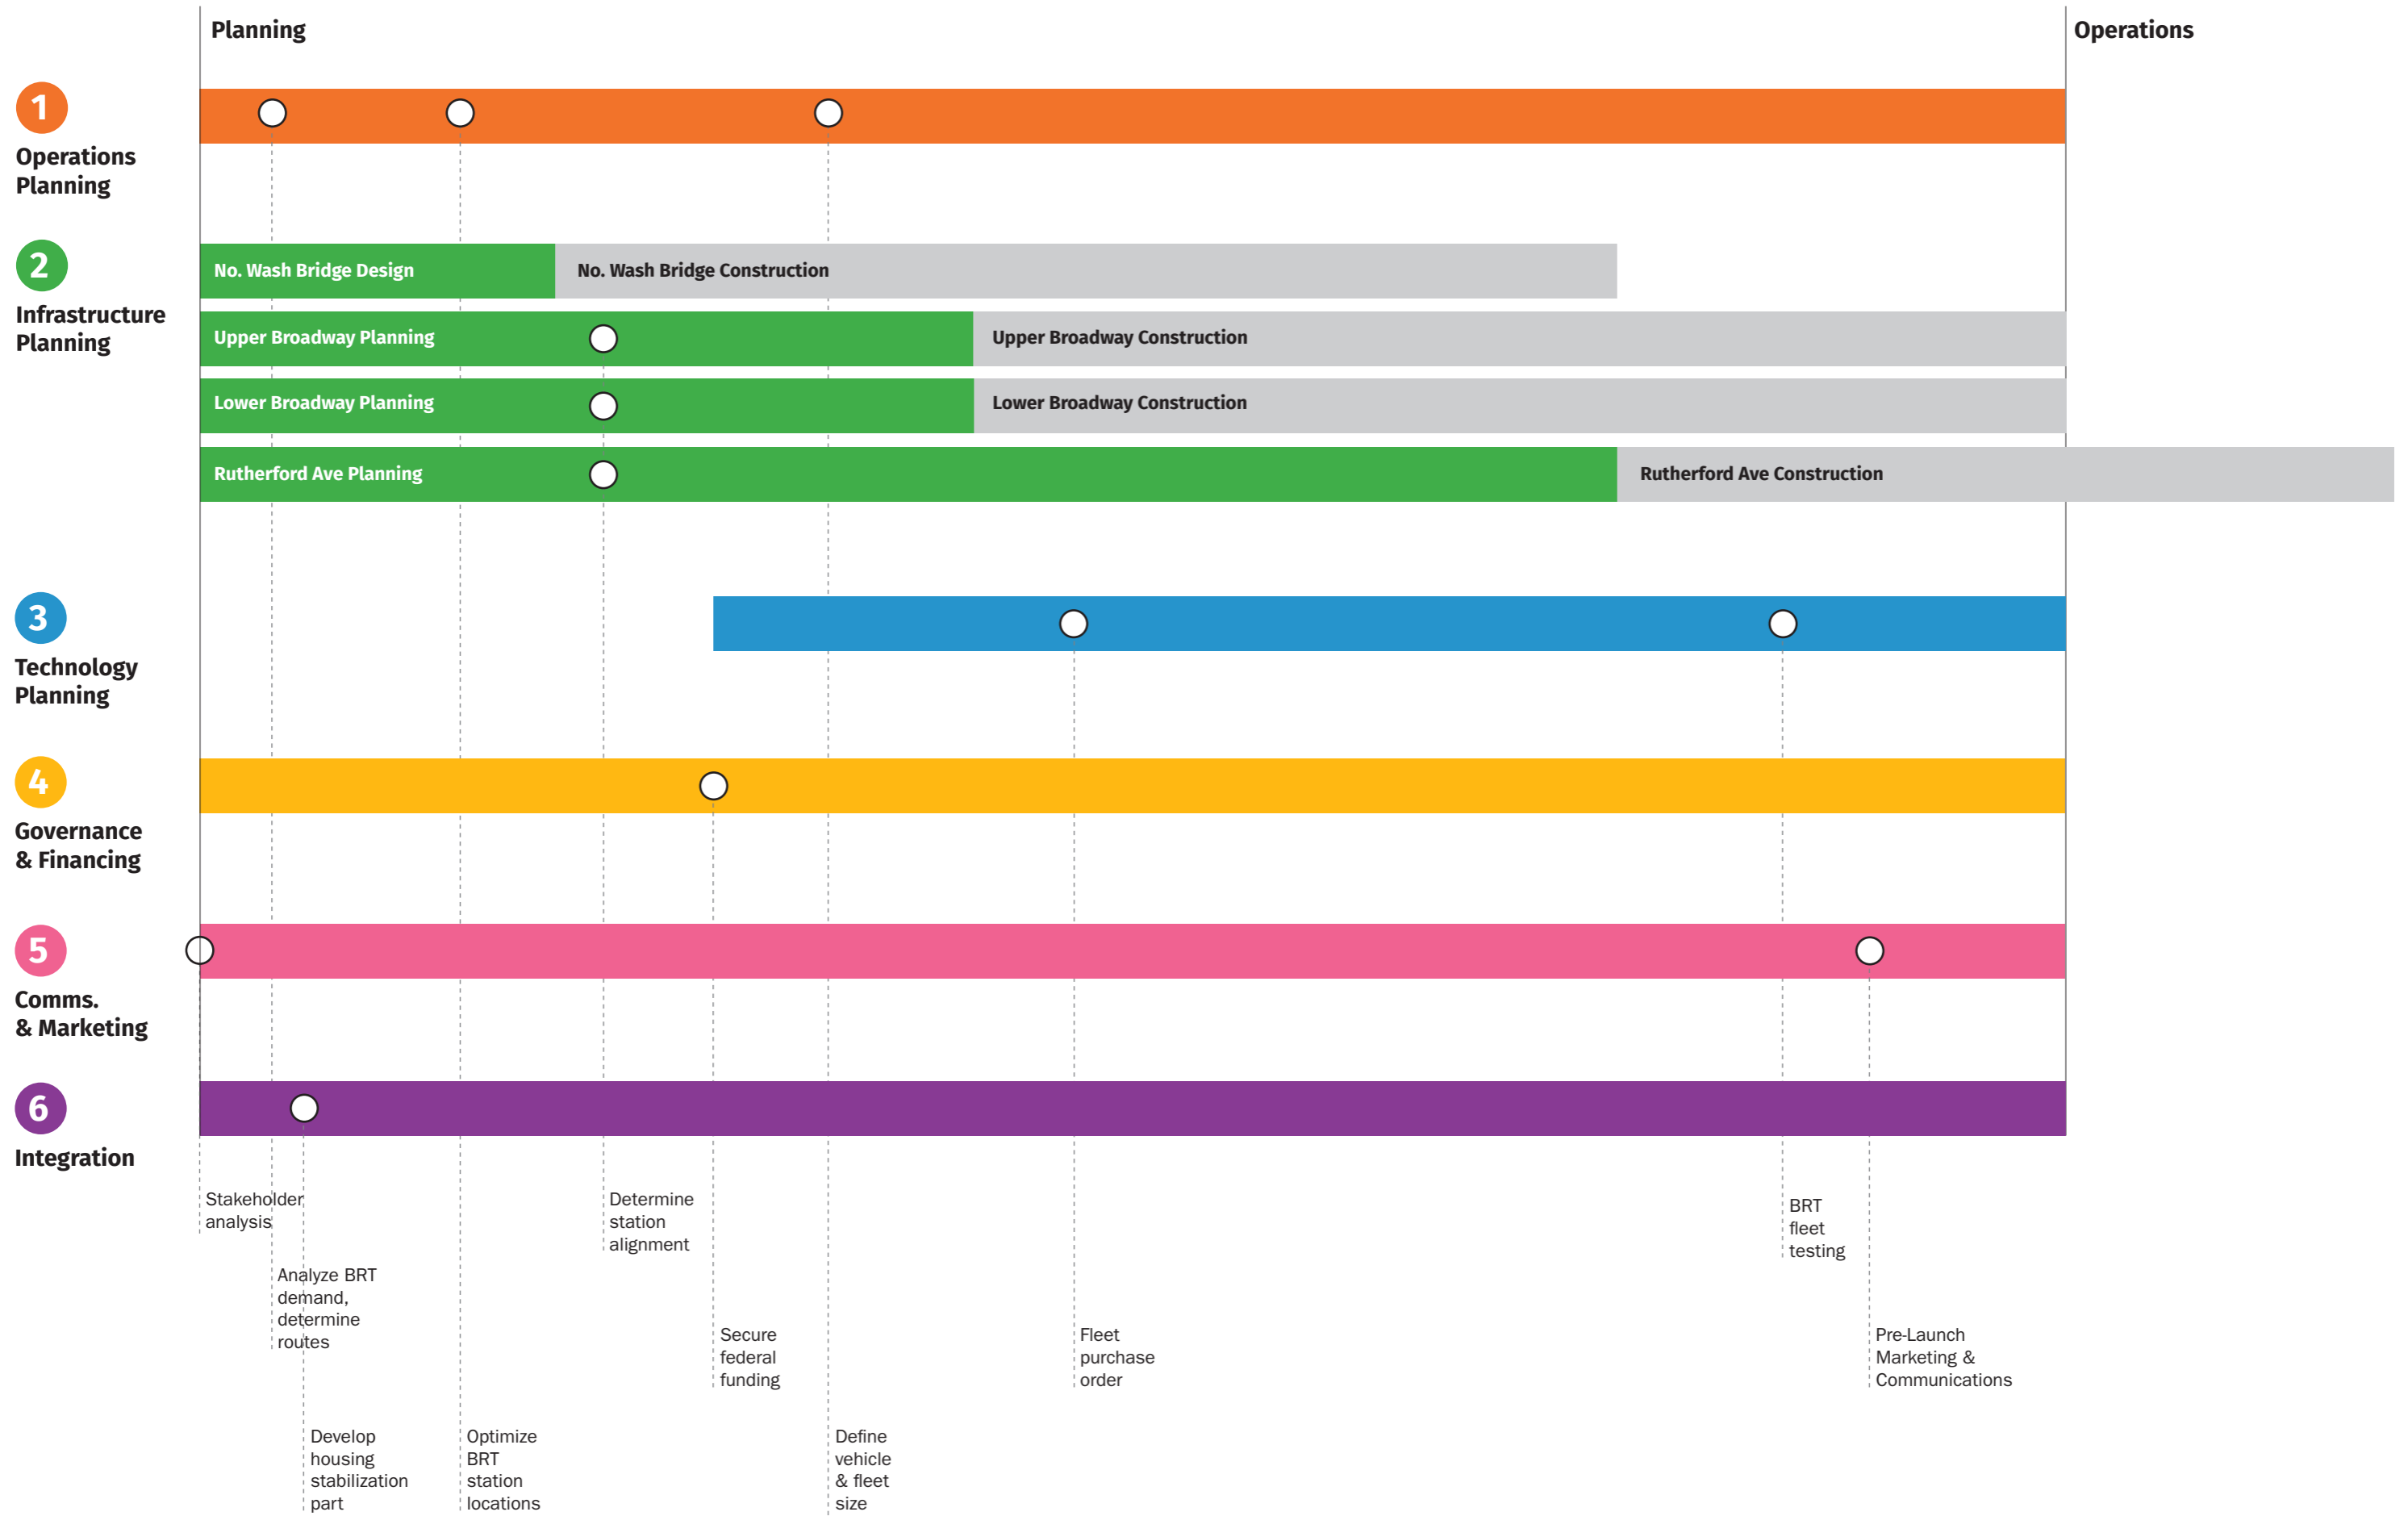 Planning
Operations
1
Operations
Planning
2
Infrastructure
Planning
No. Wash Bridge Design
No. Wash Bridge Construction
Upper Broadway Planning
Upper Broadway Construction
Lower Broadway Planning
Lower Broadway Construction
Rutherford Ave Planning
Rutherford Ave Construction
3
Technology
Planning
4
Governance
& Financing
5
Comms.
& Marketing
6
Integration
Stakeholder
analysis
Analyze BRT
demand,
determine
routes
Develop
housing
stabilization
part
Optimize
BRT
station
locations
Determine
station
alignment
Secure
federal
funding
Define
vehicle
& fleet
size
Fleet
purchase
order
BRT
fleet
testing
Pre-Launch
Marketing &
Communications